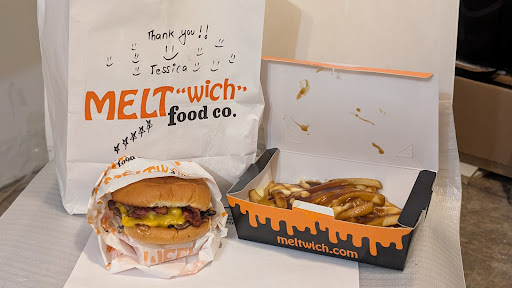 Thank you!!
Jessica
MELT "wich"
food co.
meltwich.com